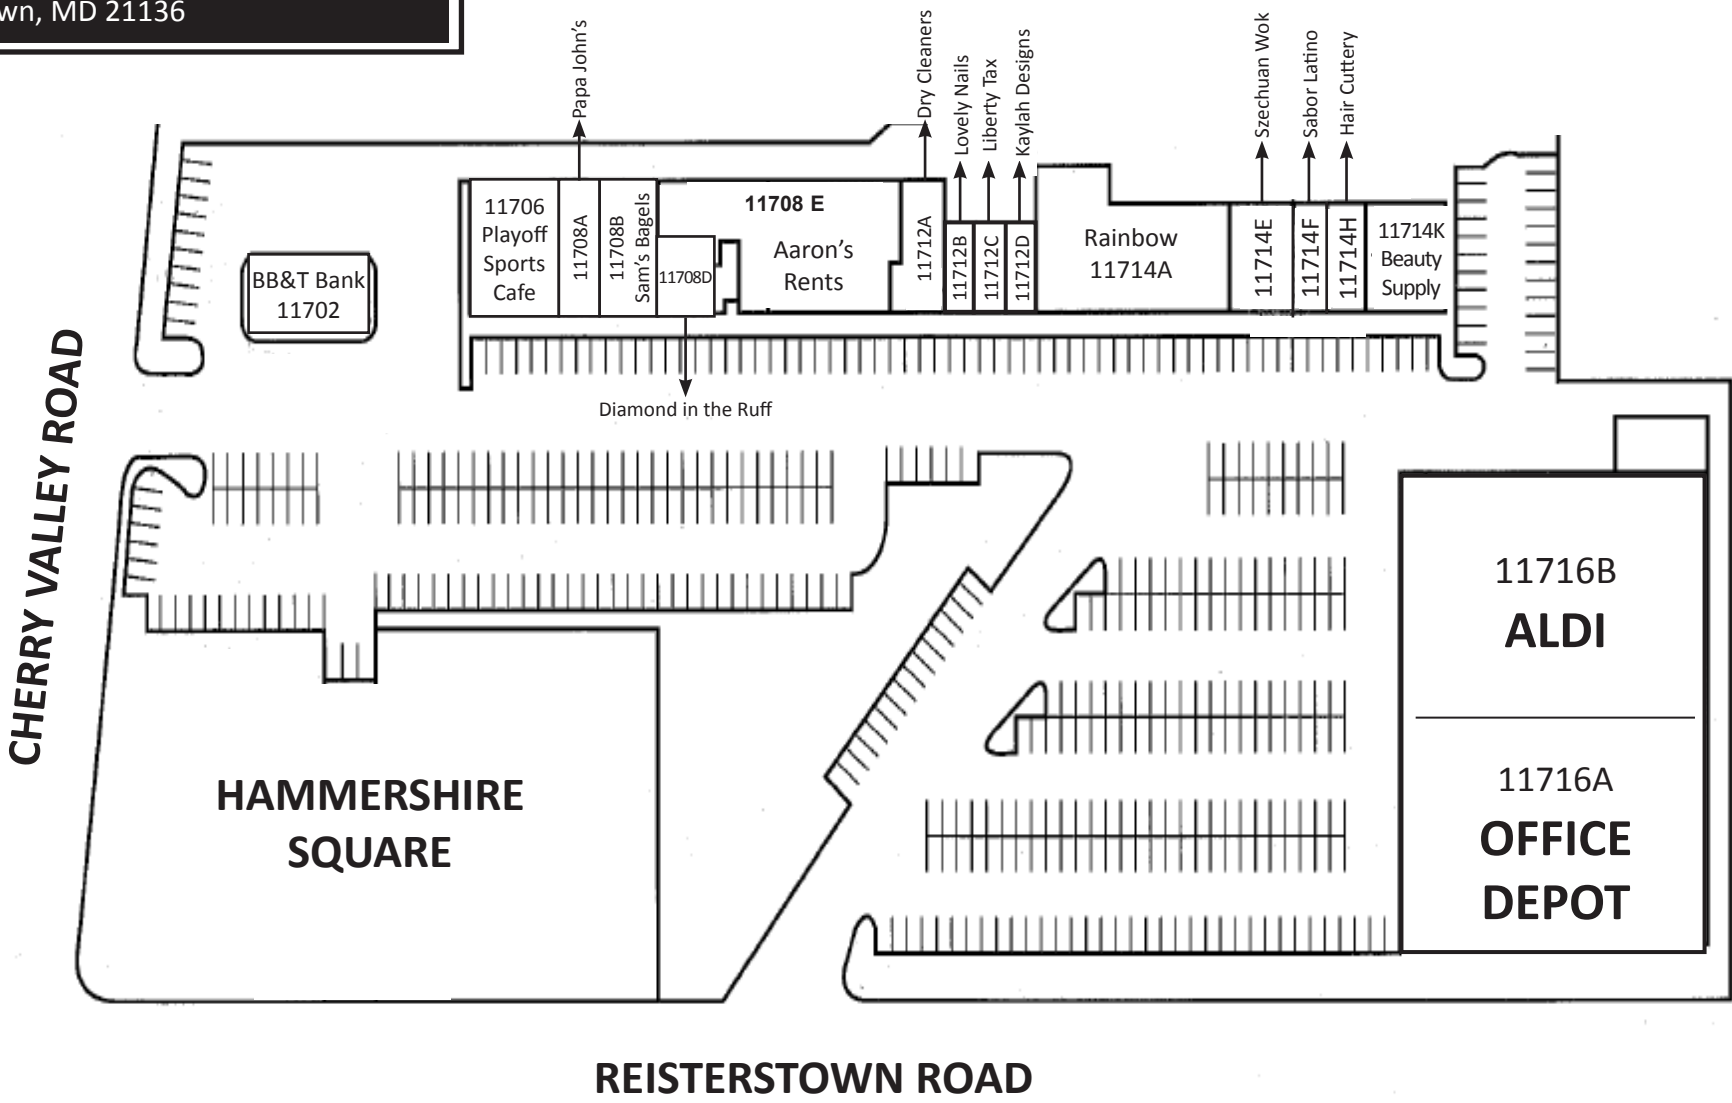 wn, MD 21136
Papa John's
Dry Cleaners
Lovely Nails
Liberty Tax
Kaylah Designs
Szechuan Wok
Sabor Latino
Hair Cuttery
BB&T Bank
11702
11706
Playoff
Sports
Cafe
11708A
11708B
Sam's Bagels
11708D
11708 E
Aaron's
Rents
11712A
11712B
11712C
11712D
Rainbow
11714A
11714E
11714F
11714H
11714K
Beauty
Supply
Diamond in the Ruff
CHERRY VALLEY ROAD
HAMMERSHIRE
SQUARE
11716B
ALDI
11716A
OFFICE
DEPOT
REISTERSTOWN ROAD